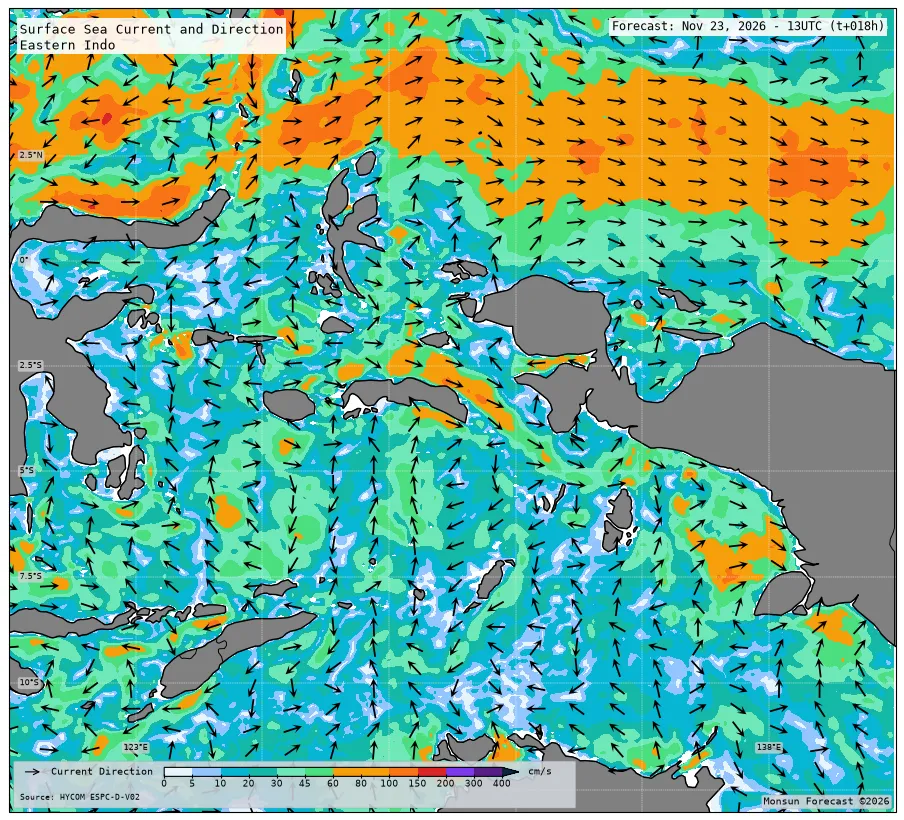 Surface Sea Current and Direction
Eastern Indo
Forecast: Nov 23, 2026 - 13UTC (t+018h)
2.5°N
0°
2.5°S
5°S
7.5°S
10°S
123°E
138°E
Current Direction
0 5 10 20 30 45 60 80 100 150 200 300 400
cm/s
Source: HYCOM ESPC-D-V02
Monsun Forecast ©2026